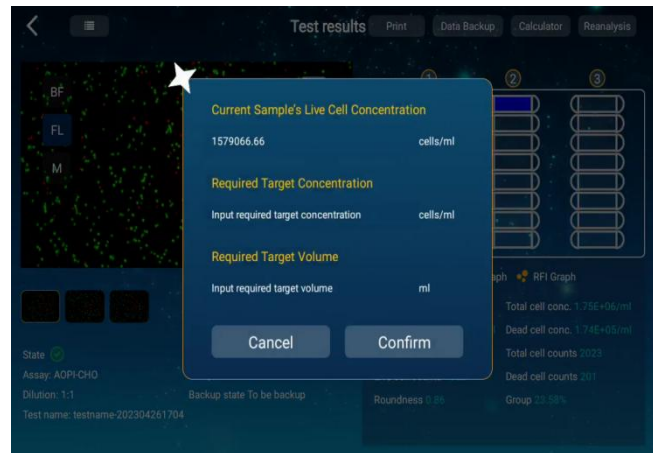 Test results Print Data Backup Calculator Reanalysis
BF
FL
M
2
3
Current Sample's Live Cell Concentration
1579066.66 cells/ml
Required Target Concentration
Input required target concentration cells/ml
Required Target Volume
Input required target volume ml
Cancel Confirm
RFI Graph
Total cell conc. 1.75E+06/ml
Dead cell conc. 1.74E+05/ml
State
Total cell counts 2023
Assay: AOPI-CHO
Dead cell counts 201
Dilution: 1:1 Backup state To be backup
Roundness 0.86 Group 23.58%
Test name: testname-202304261704